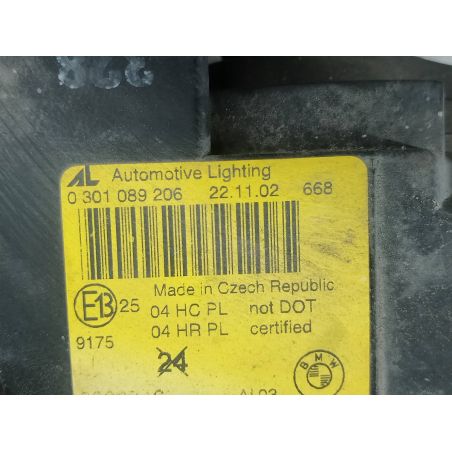 AL Automotive Lighting
0 301 089 206 22.11.02 668
Made in Czech Republic
E13 25 04 HC PL not DOT
04 HR PL certified
9175
24
BMW